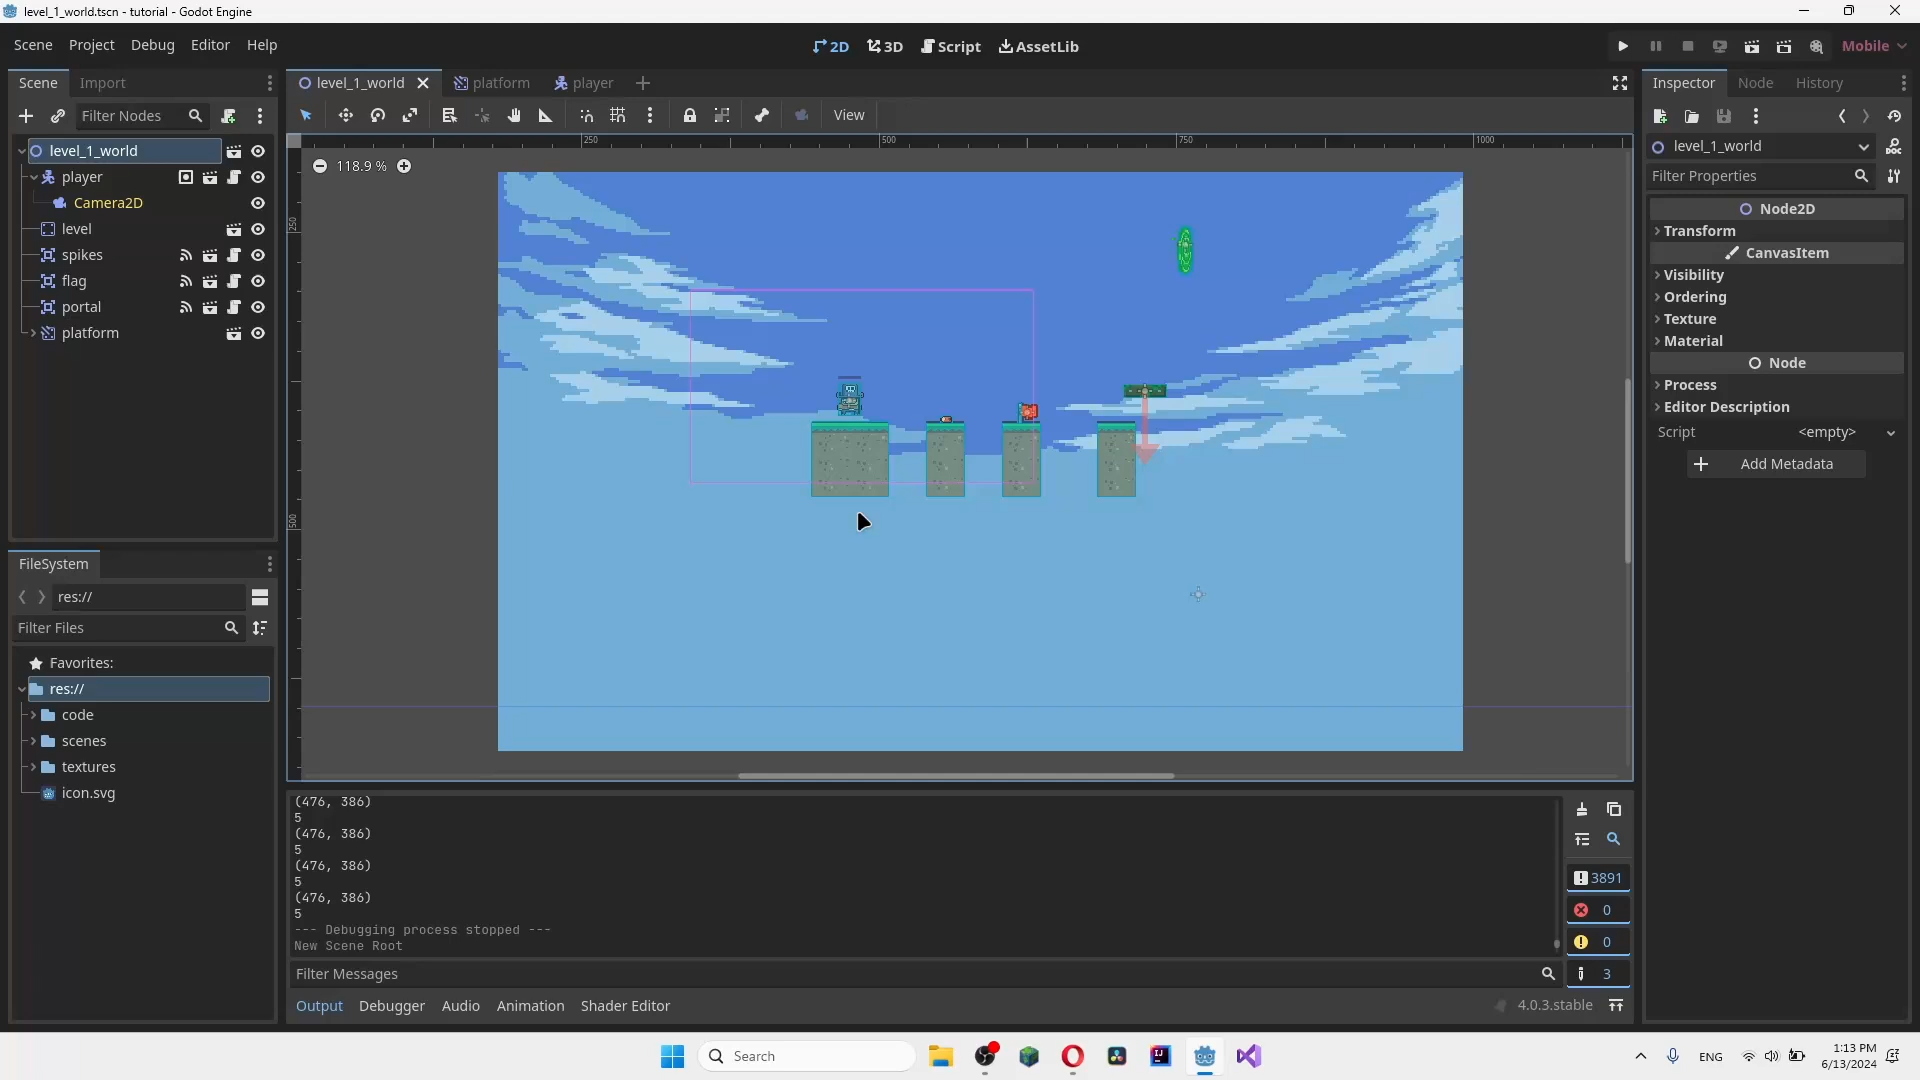 level_1_world.tscn - tutorial - Godot Engine
Scene Project Debug Editor Help
2D 3D Script AssetLib
Mobile
Scene Import
level_1_world platform player
Inspector Node History
Filter Nodes
View
level_1_world
player
Camera2D
level
spikes
flag
portal
platform
250 500 750 1000
118.9 %
250
500
level_1_world
Filter Properties
Node2D
Transform
CanvasItem
Visibility
Ordering
Texture
Material
Node
Process
Editor Description
Script <empty>
Add Metadata
FileSystem
res://
Filter Files
Favorites:
res://
code
scenes
textures
icon.svg
(476, 386)
5
(476, 386)
5
(476, 386)
5
(476, 386)
5
--- Debugging process stopped ---
New Scene Root
3891
0
0
3
Filter Messages
Output Debugger Audio Animation Shader Editor
4.0.3.stable
Search
ENG
1:13 PM
6/13/2024